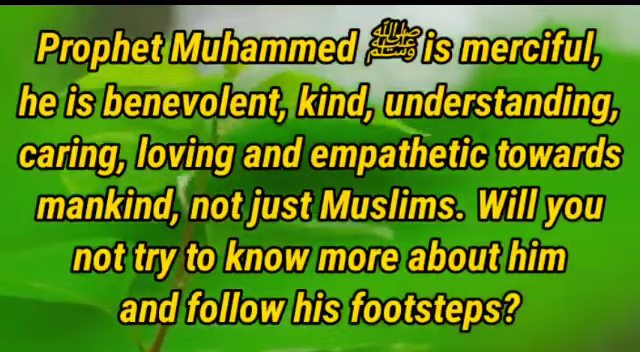 Prophet Muhammed ﷺ is merciful,
he is benevolent, kind, understanding,
caring, loving and empathetic towards
mankind, not just Muslims. Will you
not try to know more about him
and follow his footsteps?